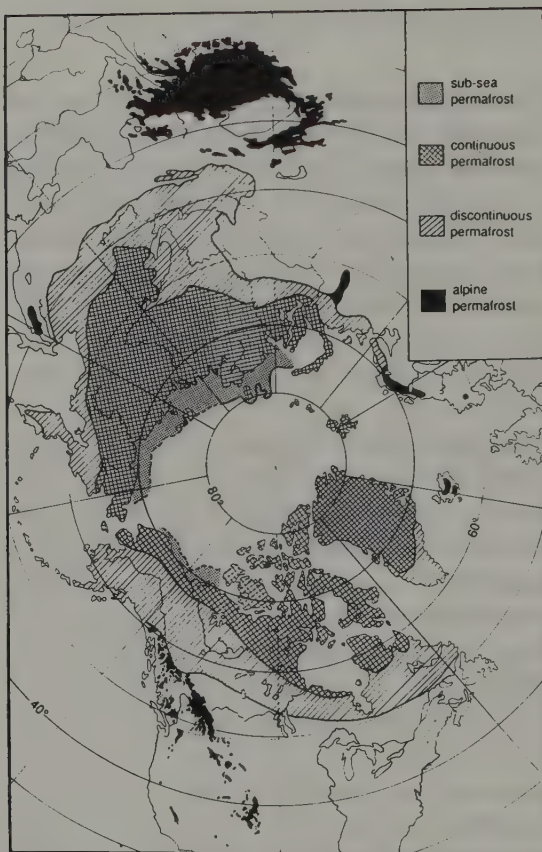 sub-sea
permafrost
continuous
permafrost
discontinuous
permafrost
alpine
permafrost
80°
60°
40°